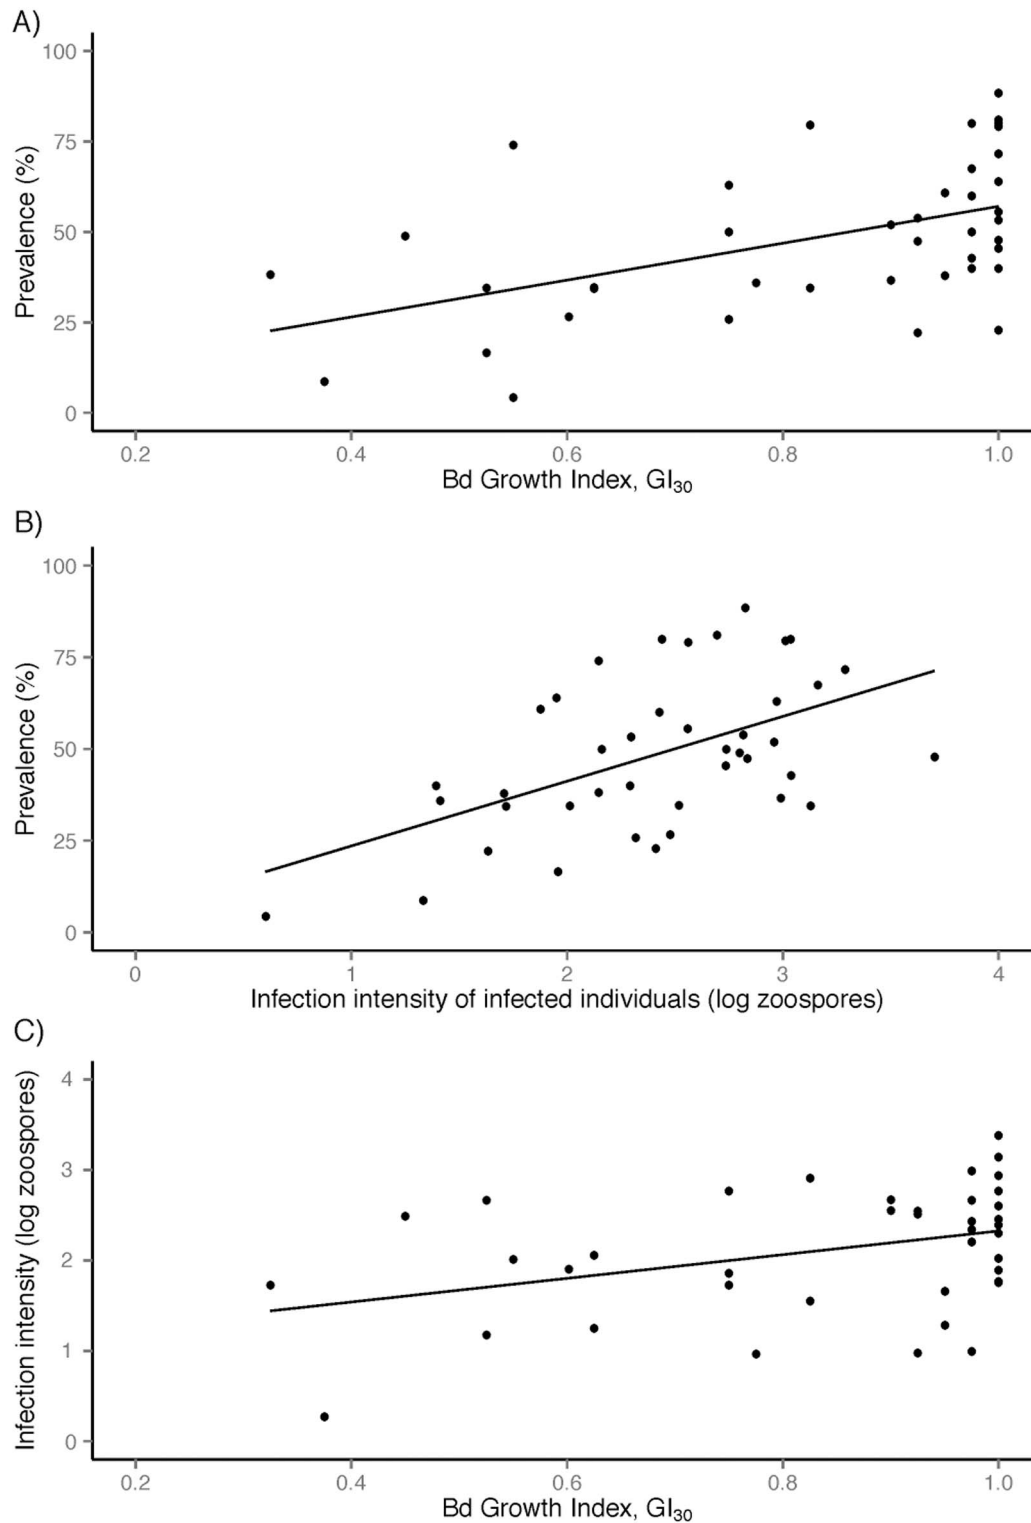 A)
100
75
50
25
0
Prevalence (%)
0.2 0.4 0.6 0.8 1.0
Bd Growth Index, GI₃₀
B)
100
75
50
25
0
Prevalence (%)
0 1 2 3 4
Infection intensity of infected individuals (log zoospores)
C)
4
3
2
1
0
Infection intensity (log zoospores)
0.2 0.4 0.6 0.8 1.0
Bd Growth Index, GI₃₀